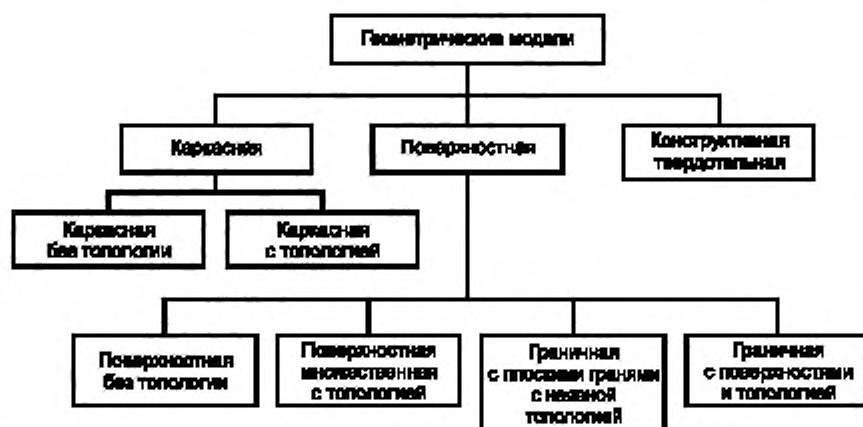 Геометрические модели
Каркасная
Поверхностная
Конструктивная
твердотельная
Каркасная
без топологии
Каркасная
с топологией
Поверхностная
без топологии
Поверхностная
множественная
с топологией
Граничная
с плоскими гранями
с неявной
топологией
Граничная
с поверхностями
и топологией